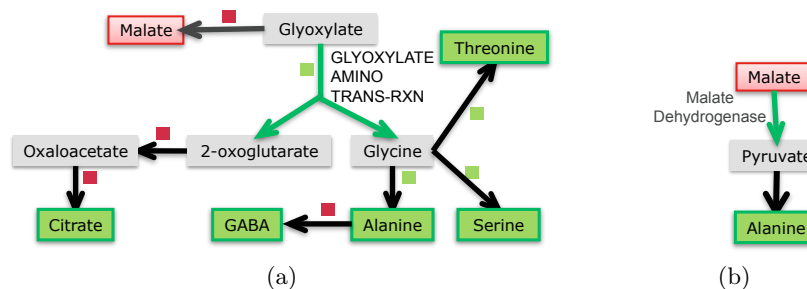 Malate
Glyoxylate
GLYOXYLATE
AMINO
TRANS-RXN
Threonine
Oxaloacetate
2-oxoglutarate
Glycine
Citrate
GABA
Alanine
Serine
(a)
Malate
Malate
Dehydrogenase
Pyruvate
Alanine
(b)